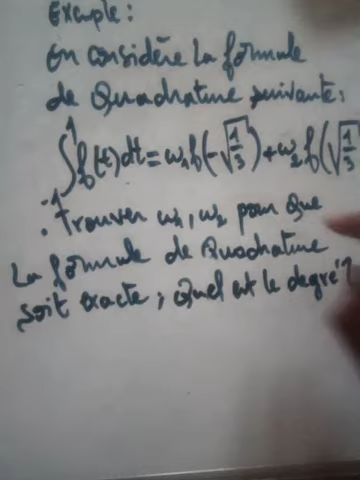 Exemple:
on considère la formule
de Quadrature suivante:
∫₋₁¹ f(t)dt = ω₁f(-√(1/3)) + ω₂f(√(1/3)
. Trouver ω₁, ω₂ pour que
la formule de Quadrature
soit exacte; Quel est le degré?